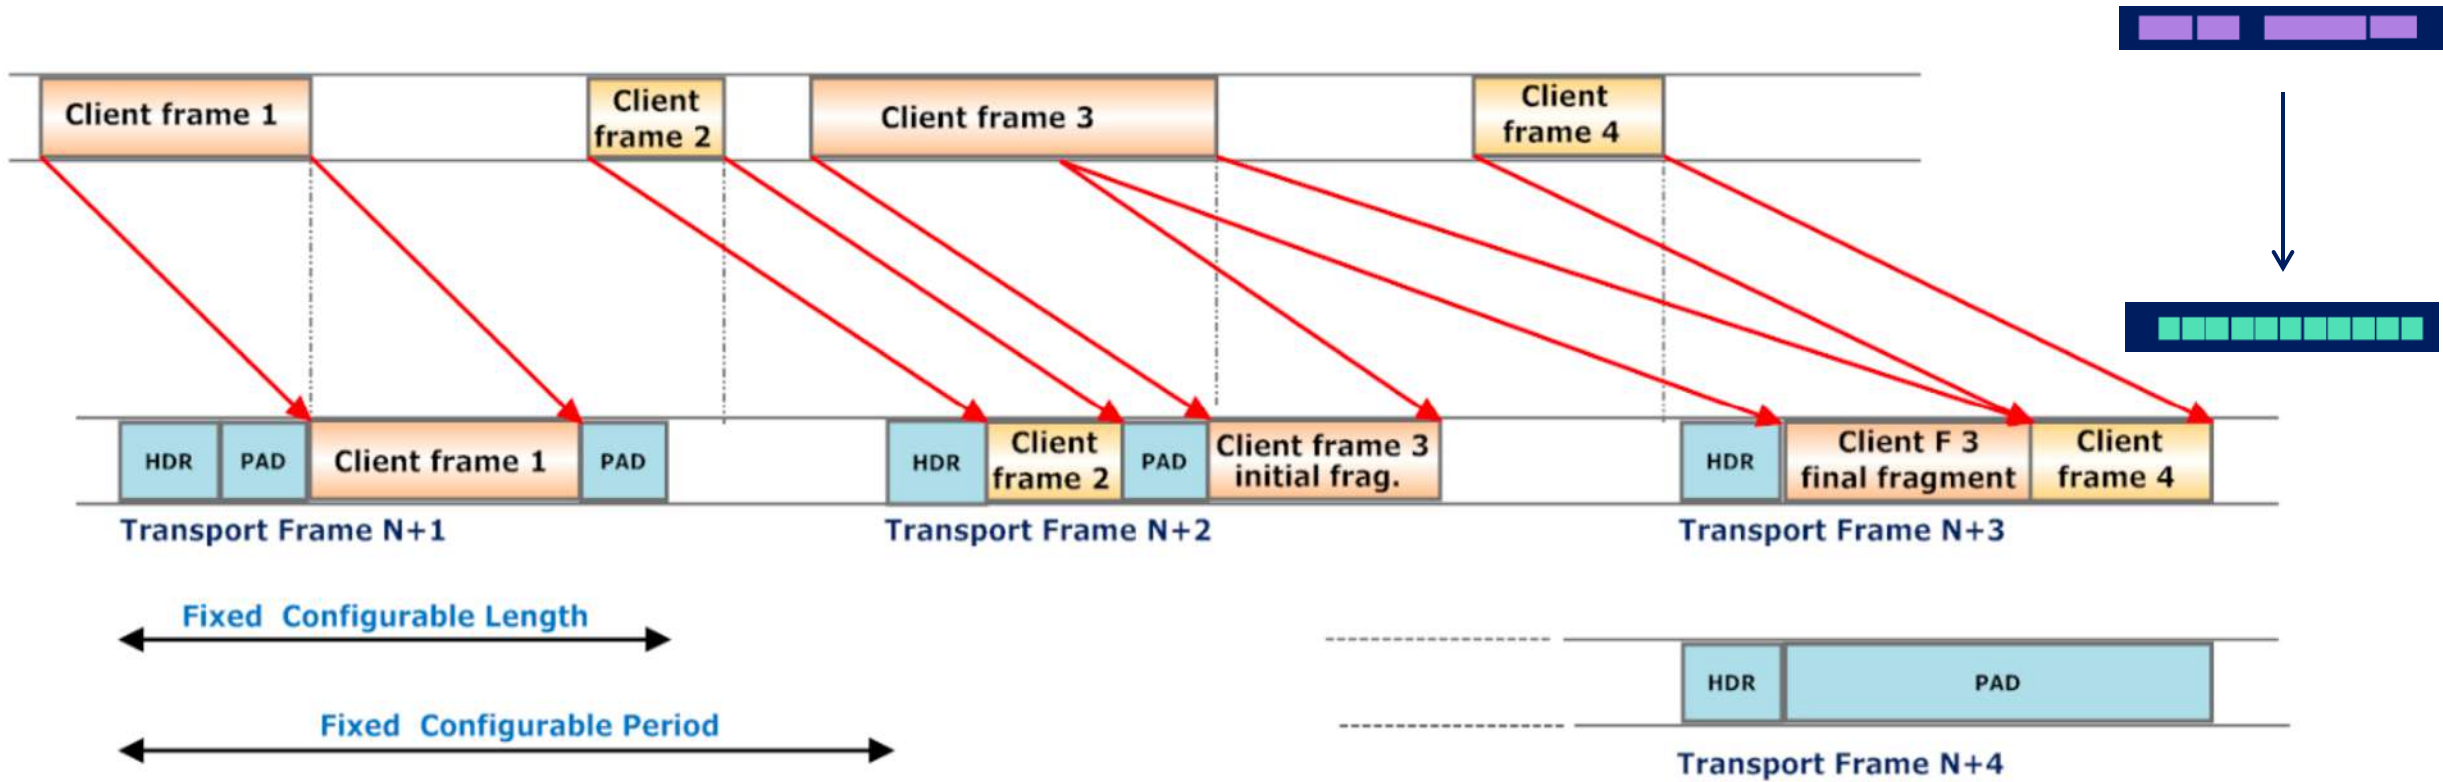 Client frame 1
Client
frame 2
Client frame 3
Client
frame 4
HDR
PAD
Client frame 1
PAD
HDR
Client
frame 2
PAD
Client frame 3
initial frag.
HDR
Client F 3
final fragment
Client
frame 4
Transport Frame N+1
Transport Frame N+2
Transport Frame N+3
Fixed Configurable Length
HDR
PAD
Fixed Configurable Period
Transport Frame N+4